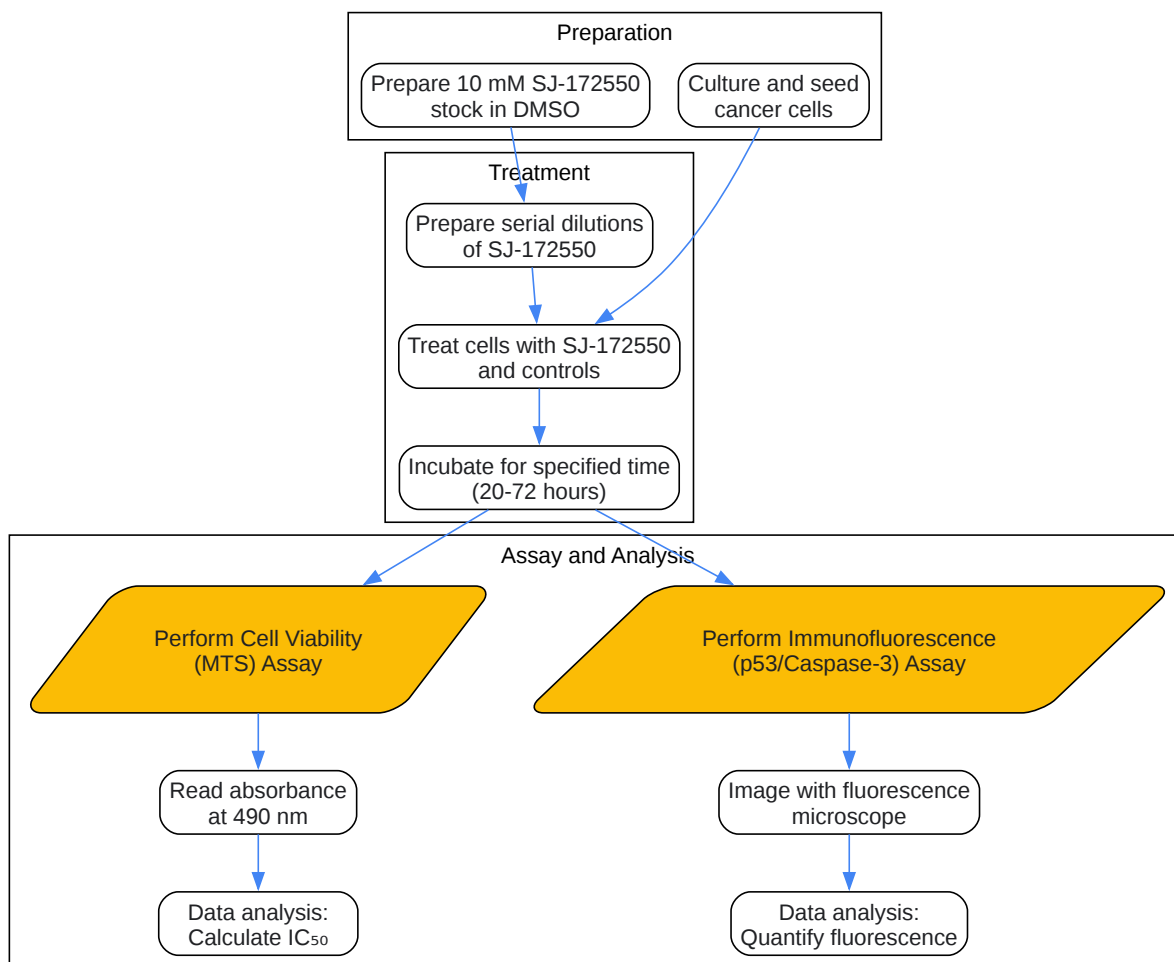 Preparation
Prepare 10 mM SJ-172550
stock in DMSO
Culture and seed
cancer cells
Treatment
Prepare serial dilutions
of SJ-172550
Treat cells with SJ-172550
and controls
Incubate for specified time
(20-72 hours)
Assay and Analysis
Perform Cell Viability
(MTS) Assay
Perform Immunofluorescence
(p53/Caspase-3) Assay
Read absorbance
at 490 nm
Image with fluorescence
microscope
Data analysis:
Calculate IC₅₀
Data analysis:
Quantify fluorescence